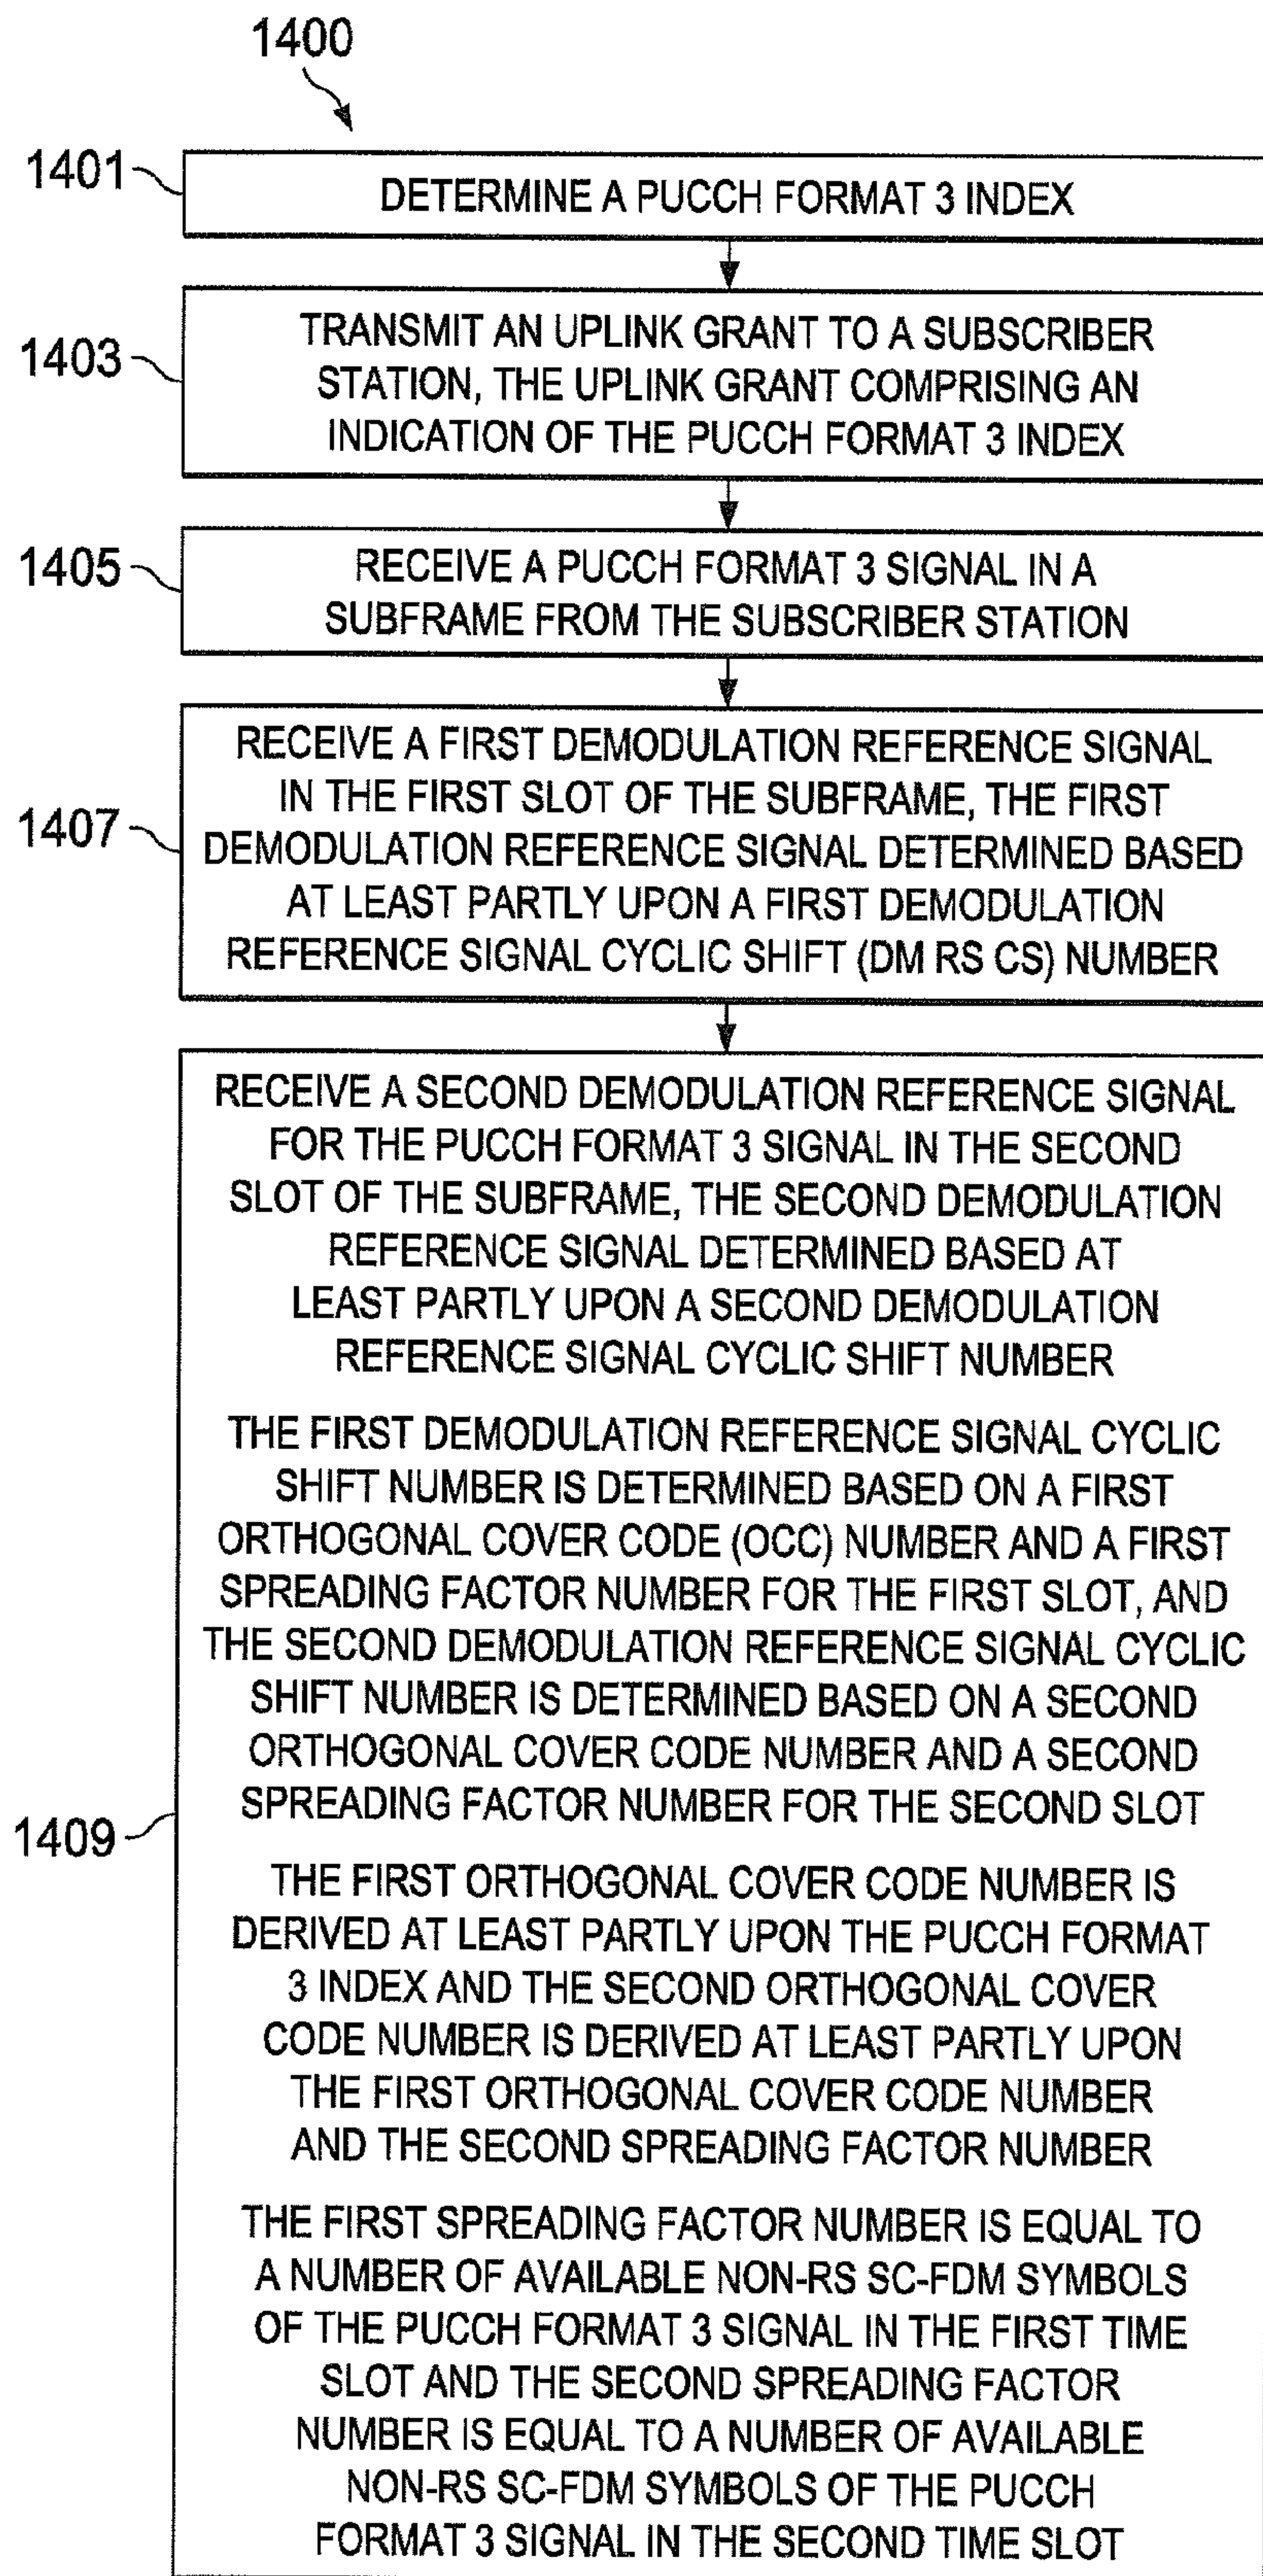 1400
1401
DETERMINE A PUCCH FORMAT 3 INDEX
1403
TRANSMIT AN UPLINK GRANT TO A SUBSCRIBER
STATION, THE UPLINK GRANT COMPRISING AN
INDICATION OF THE PUCCH FORMAT 3 INDEX
1405
RECEIVE A PUCCH FORMAT 3 SIGNAL IN A
SUBFRAME FROM THE SUBSCRIBER STATION
1407
RECEIVE A FIRST DEMODULATION REFERENCE SIGNAL
IN THE FIRST SLOT OF THE SUBFRAME, THE FIRST
DEMODULATION REFERENCE SIGNAL DETERMINED BASED
AT LEAST PARTLY UPON A FIRST DEMODULATION
REFERENCE SIGNAL CYCLIC SHIFT (DM RS CS) NUMBER
1409
RECEIVE A SECOND DEMODULATION REFERENCE SIGNAL
FOR THE PUCCH FORMAT 3 SIGNAL IN THE SECOND
SLOT OF THE SUBFRAME, THE SECOND DEMODULATION
REFERENCE SIGNAL DETERMINED BASED AT
LEAST PARTLY UPON A SECOND DEMODULATION
REFERENCE SIGNAL CYCLIC SHIFT NUMBER
THE FIRST DEMODULATION REFERENCE SIGNAL CYCLIC
SHIFT NUMBER IS DETERMINED BASED ON A FIRST
ORTHOGONAL COVER CODE (OCC) NUMBER AND A FIRST
SPREADING FACTOR NUMBER FOR THE FIRST SLOT, AND
THE SECOND DEMODULATION REFERENCE SIGNAL CYCLIC
SHIFT NUMBER IS DETERMINED BASED ON A SECOND
ORTHOGONAL COVER CODE NUMBER AND A SECOND
SPREADING FACTOR NUMBER FOR THE SECOND SLOT
THE FIRST ORTHOGONAL COVER CODE NUMBER IS
DERIVED AT LEAST PARTLY UPON THE PUCCH FORMAT
3 INDEX AND THE SECOND ORTHOGONAL COVER
CODE NUMBER IS DERIVED AT LEAST PARTLY UPON
THE FIRST ORTHOGONAL COVER CODE NUMBER
AND THE SECOND SPREADING FACTOR NUMBER
THE FIRST SPREADING FACTOR NUMBER IS EQUAL TO
A NUMBER OF AVAILABLE NON-RS SC-FDM SYMBOLS
OF THE PUCCH FORMAT 3 SIGNAL IN THE FIRST TIME
SLOT AND THE SECOND SPREADING FACTOR
NUMBER IS EQUAL TO A NUMBER OF AVAILABLE
NON-RS SC-FDM SYMBOLS OF THE PUCCH
FORMAT 3 SIGNAL IN THE SECOND TIME SLOT